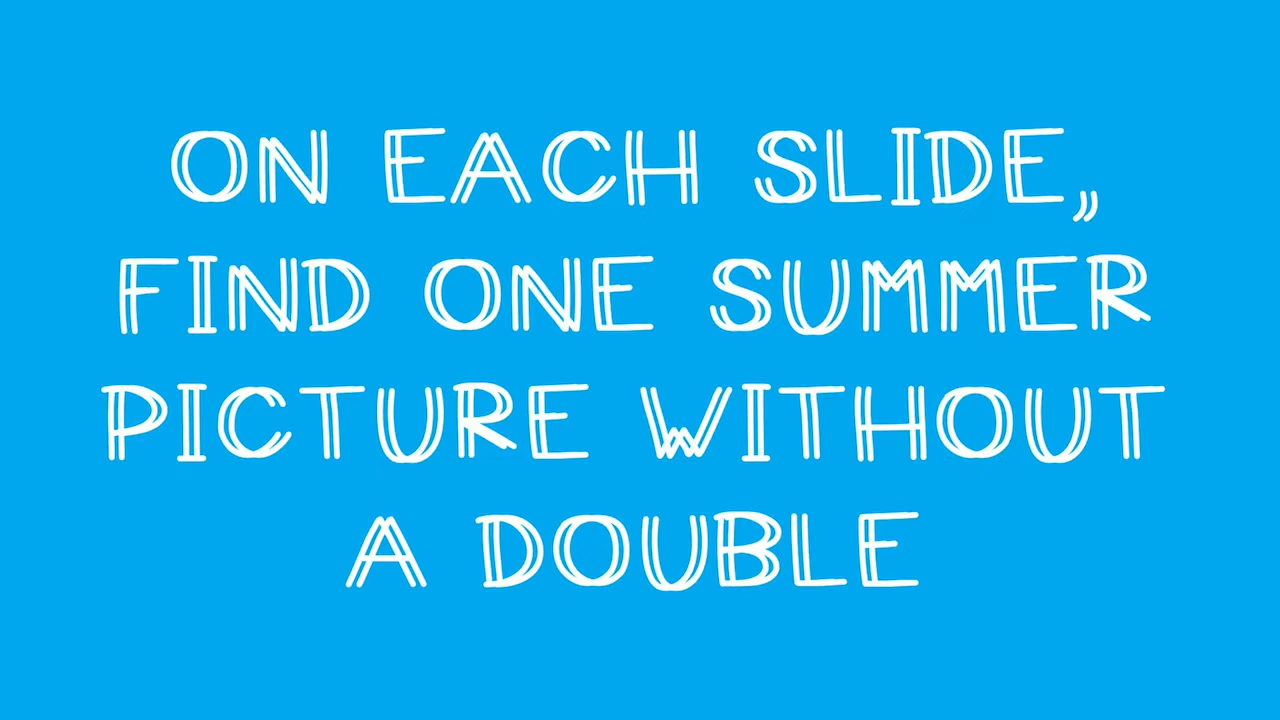 ON EACH SLIDE,
FIND ONE SUMMER
PICTURE WITHOUT
A DOUBLE